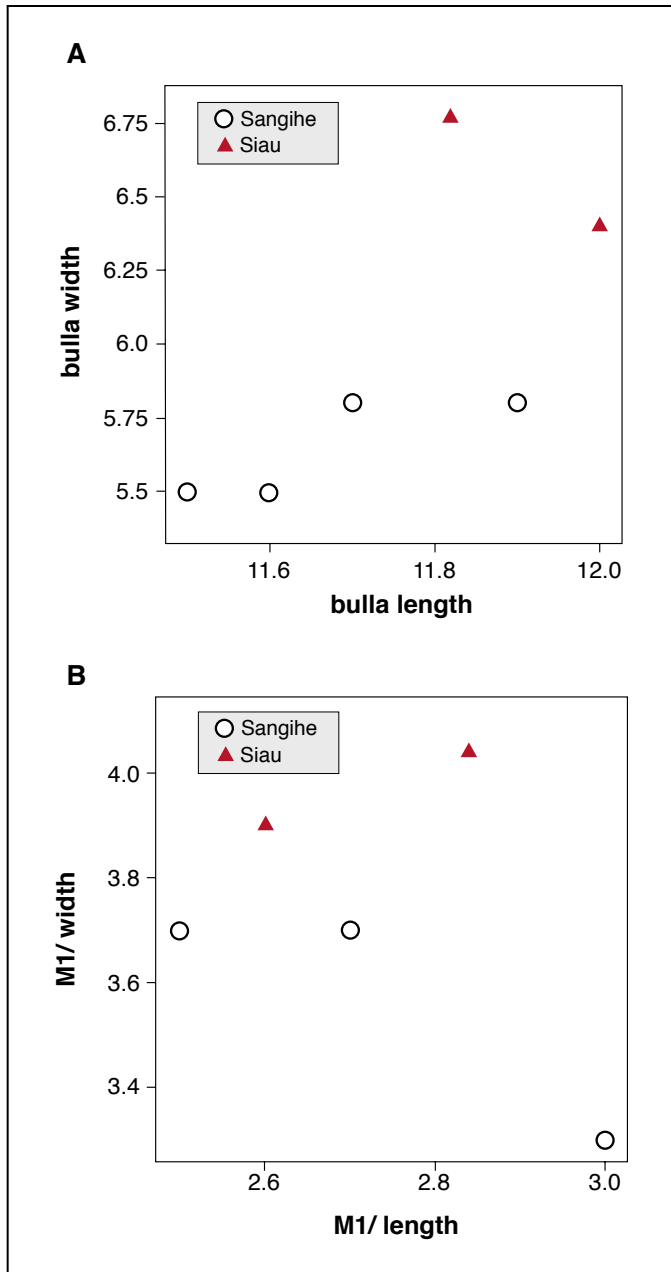 A
Sangihe
Siau
6.75
6.5
6.25
6.0
5.75
5.5
bulla width
11.6
11.8
12.0
bulla length
B
Sangihe
Siau
4.0
3.8
3.6
3.4
M1/ width
2.6
2.8
3.0
M1/ length